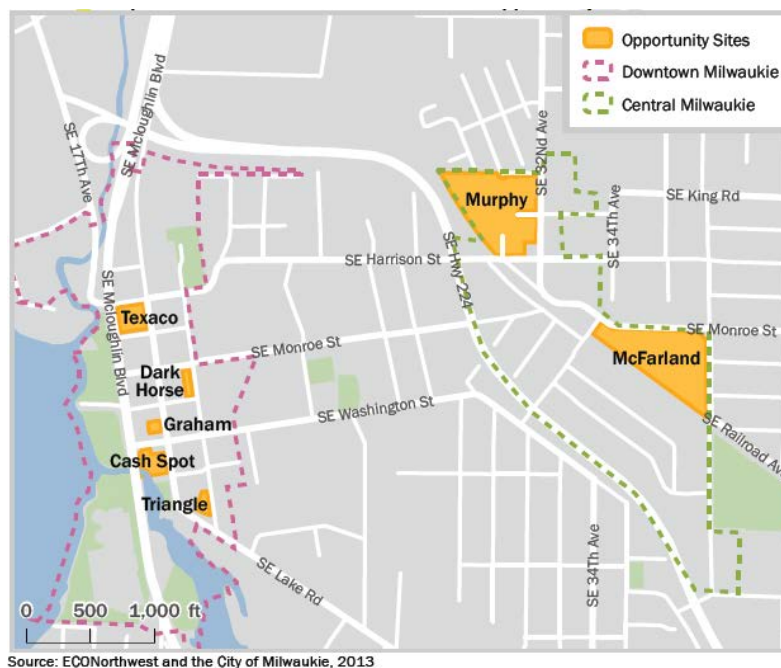 Opportunity Sites
Downtown Milwaukie
Central Milwaukie
SE 17Th Ave
SE Mcloughlin Blvd
SE 32Nd Ave
Murphy
SE King Rd
SE 34Th Ave
SE Harrison St
SE Hwy 224
SE Mcloughlin Blvd
Texaco
SE Monroe St
SE Monroe St
McFarland
Dark
Horse
SE Washington St
Graham
SE Railroad Av
Cash Spot
Triangle
SE Lake Rd
SE 34Th Ave
0 500 1,000 ft
Source: ECONorthwest and the City of Milwaukie, 2013